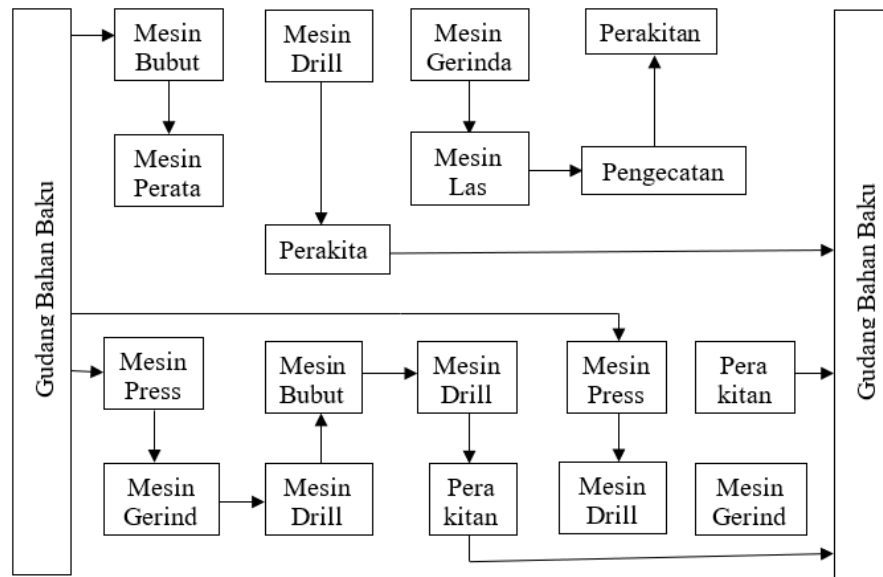 Gudang Bahan Baku
Mesin
Bubut
Mesin
Drill
Mesin
Gerinda
Perakitan
Mesin
Perata
Mesin
Las
Pengecatan
Perakita
Mesin
Press
Mesin
Bubut
Mesin
Drill
Mesin
Press
Pera
kitan
Mesin
Gerind
Mesin
Drill
Pera
kitan
Mesin
Drill
Mesin
Gerind
Gudang Bahan Baku